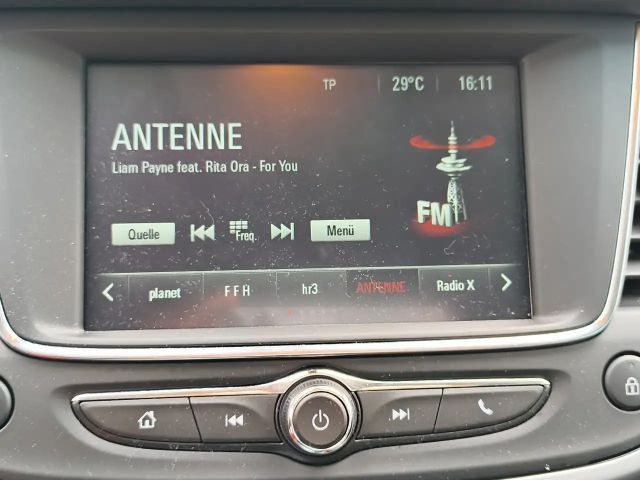 TP 29°C 16:11
ANTENNE
Liam Payne feat. Rita Ora - For You
FM
Quelle Freq. Menü
planet FFH hr3 ANTENNE Radio X